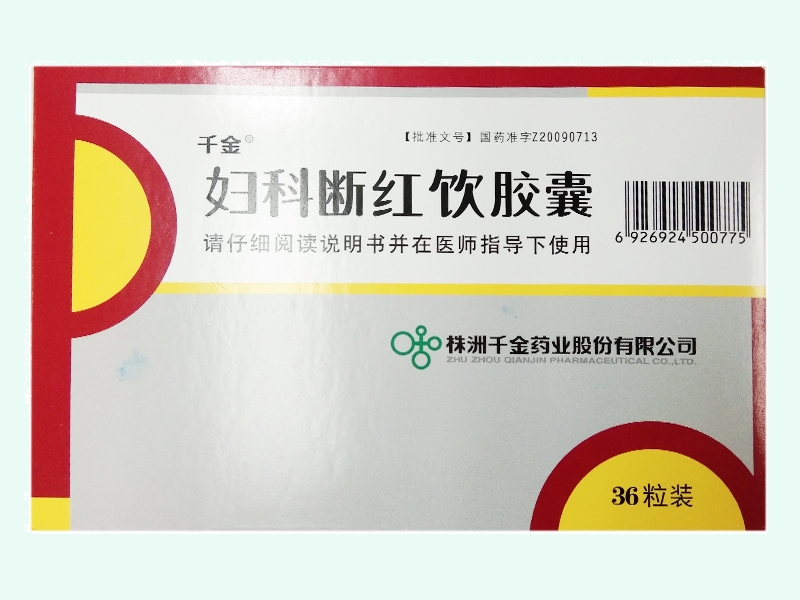 千金®
【批准文号】国药准字Z20090713
妇科断红饮胶囊
请仔细阅读说明书并在医师指导下使用
6 926924 500775
株洲千金药业股份有限公司
ZHU ZHOU QIANJIN PHARMACEUTICAL CO.,LTD.
36粒装